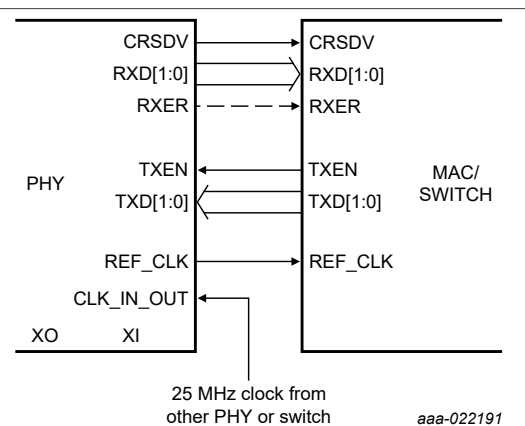 CRSDV
CRSDV
RXD[1:0]
RXD[1:0]
RXER
RXER
TXEN
TXEN
PHY
MAC/
SWITCH
TXD[1:0]
TXD[1:0]
REF_CLK
REF_CLK
CLK_IN_OUT
XO XI
25 MHz clock from
other PHY or switch
aaa-022191